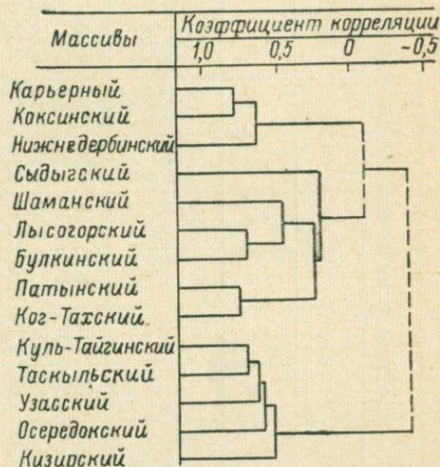 Массивы
Коэффициент корреляции
1,0 0,5 0 -0,5
Карьерный
Коксинский
Нижнедербинский
Сыдыгский
Шаманский
Лысогорский
Булкинский
Патынский
Ког-Тахский
Куль-Тайгинский
Таскыльский
Узасский
Осередокский
Кизирский